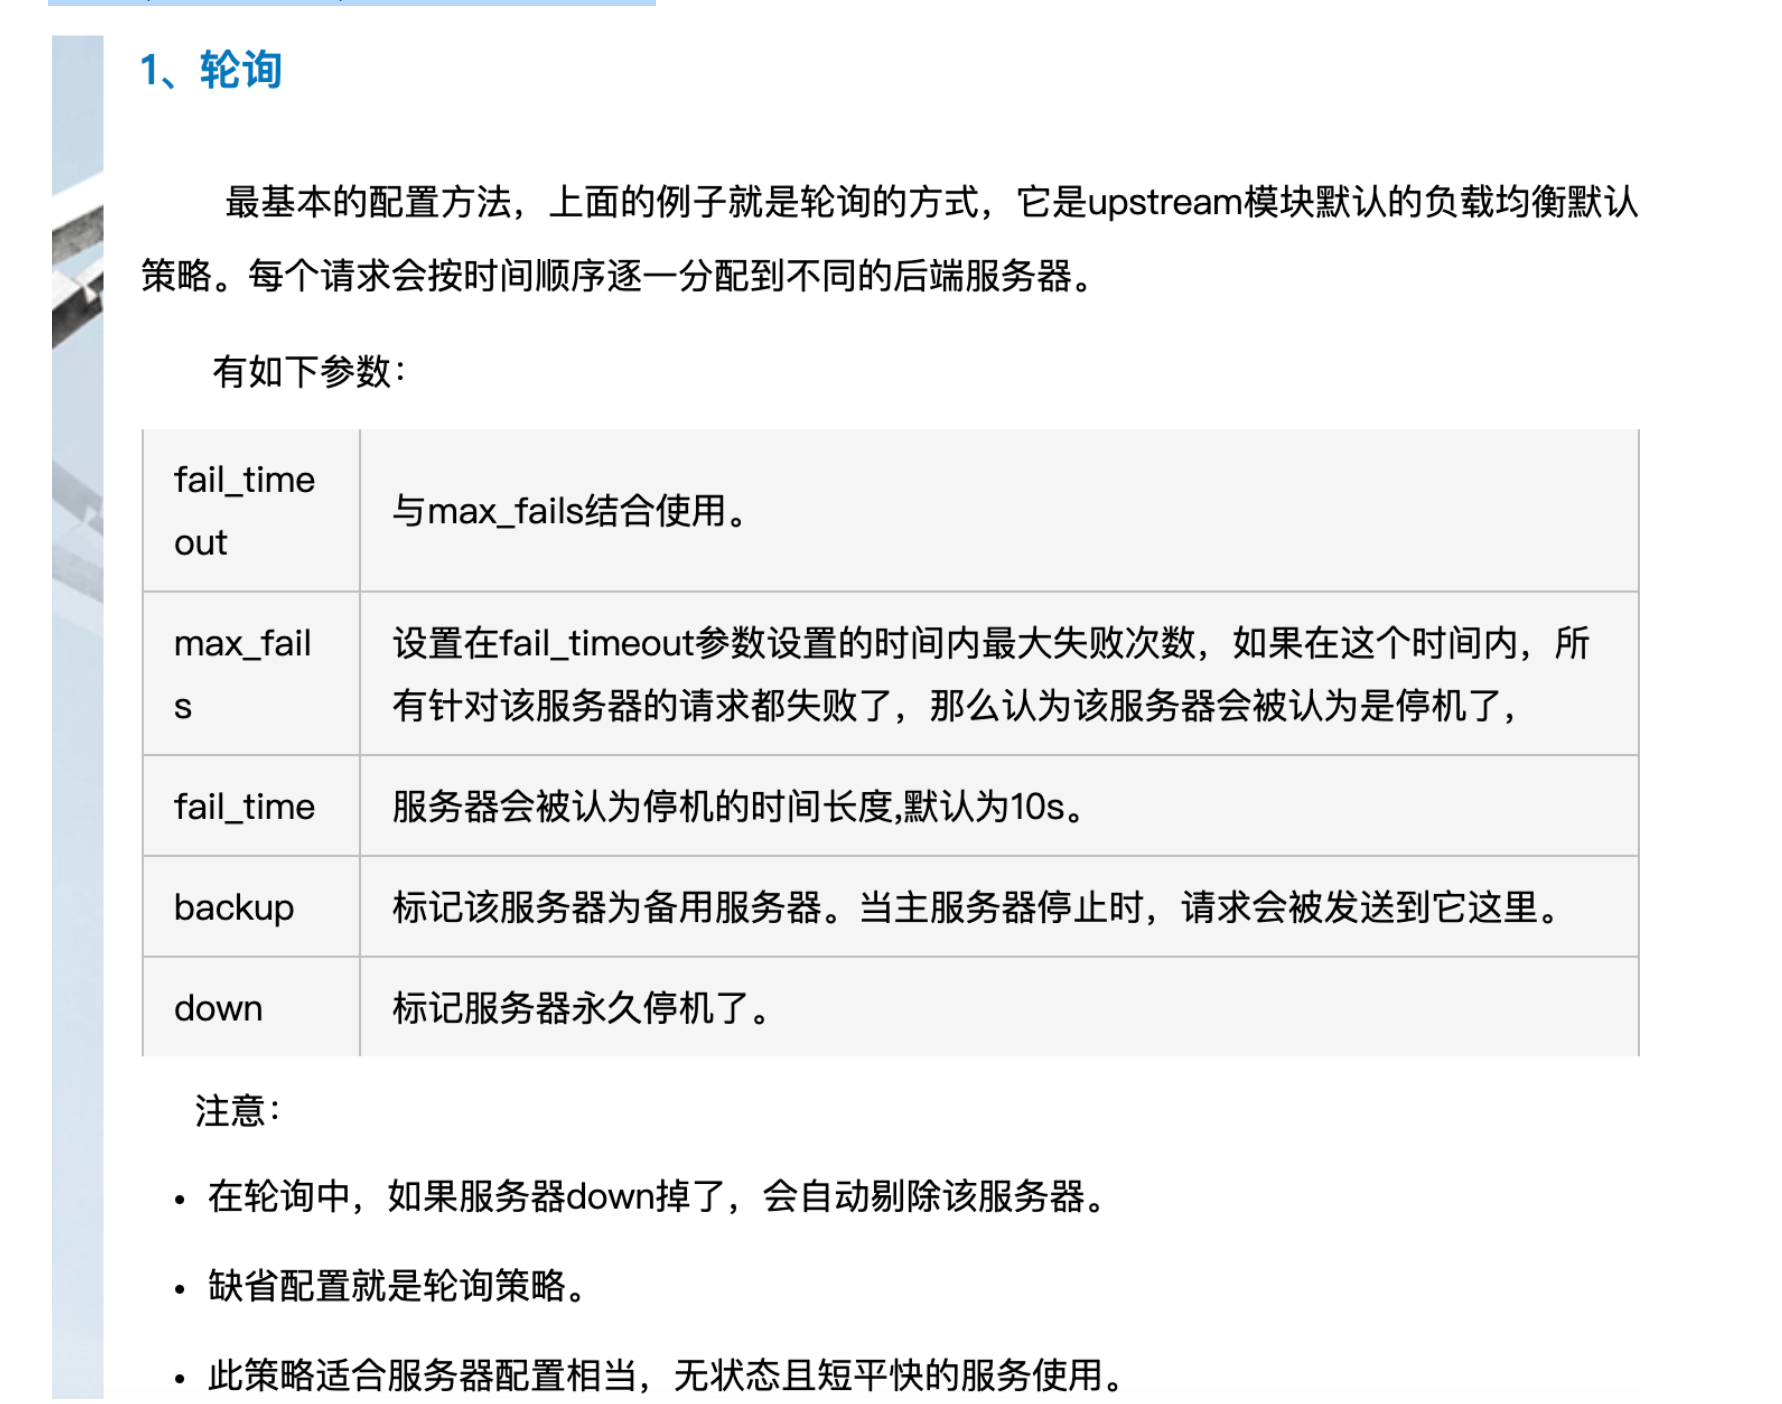 1、轮询
最基本的配置方法，上面的例子就是轮询的方式，它是upstream模块默认的负载均衡默认
策略。每个请求会按时间顺序逐一分配到不同的后端服务器。
有如下参数：
fail_time
out
与max_fails结合使用。
max_fail
s
设置在fail_timeout参数设置的时间内最大失败次数，如果在这个时间内，所
有针对该服务器的请求都失败了，那么认为该服务器会被认为是停机了，
fail_time
服务器会被认为停机的时间长度,默认为10s。
backup
标记该服务器为备用服务器。当主服务器停止时，请求会被发送到它这里。
down
标记服务器永久停机了。
注意：
• 在轮询中，如果服务器down掉了，会自动剔除该服务器。
• 缺省配置就是轮询策略。
• 此策略适合服务器配置相当，无状态且短平快的服务使用。